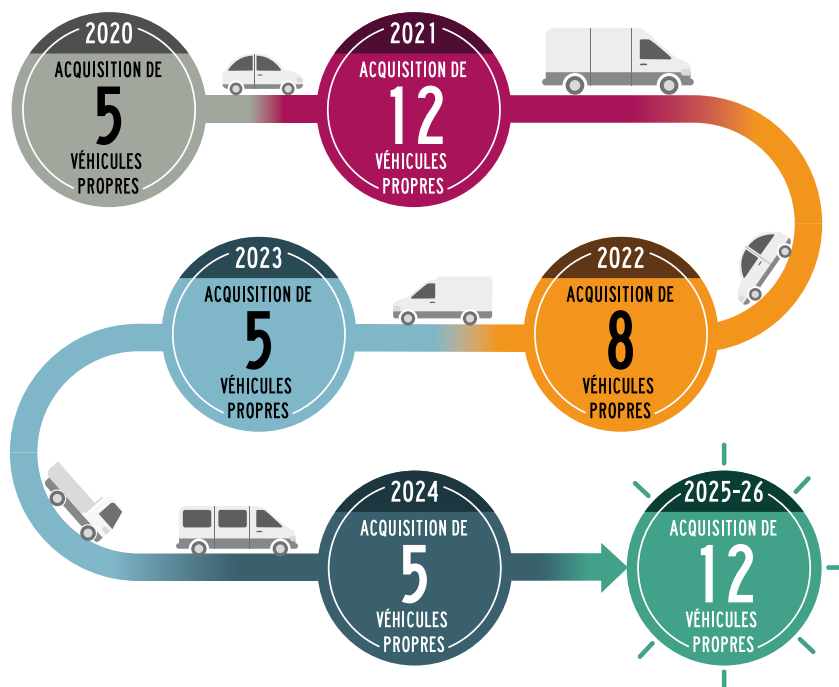 2020
ACQUISITION DE
5
VÉHICULES
PROPRES
2021
ACQUISITION DE
12
VÉHICULES
PROPRES
2022
ACQUISITION DE
8
VÉHICULES
PROPRES
2023
ACQUISITION DE
5
VÉHICULES
PROPRES
2024
ACQUISITION DE
5
VÉHICULES
PROPRES
2025-26
ACQUISITION DE
12
VÉHICULES
PROPRES